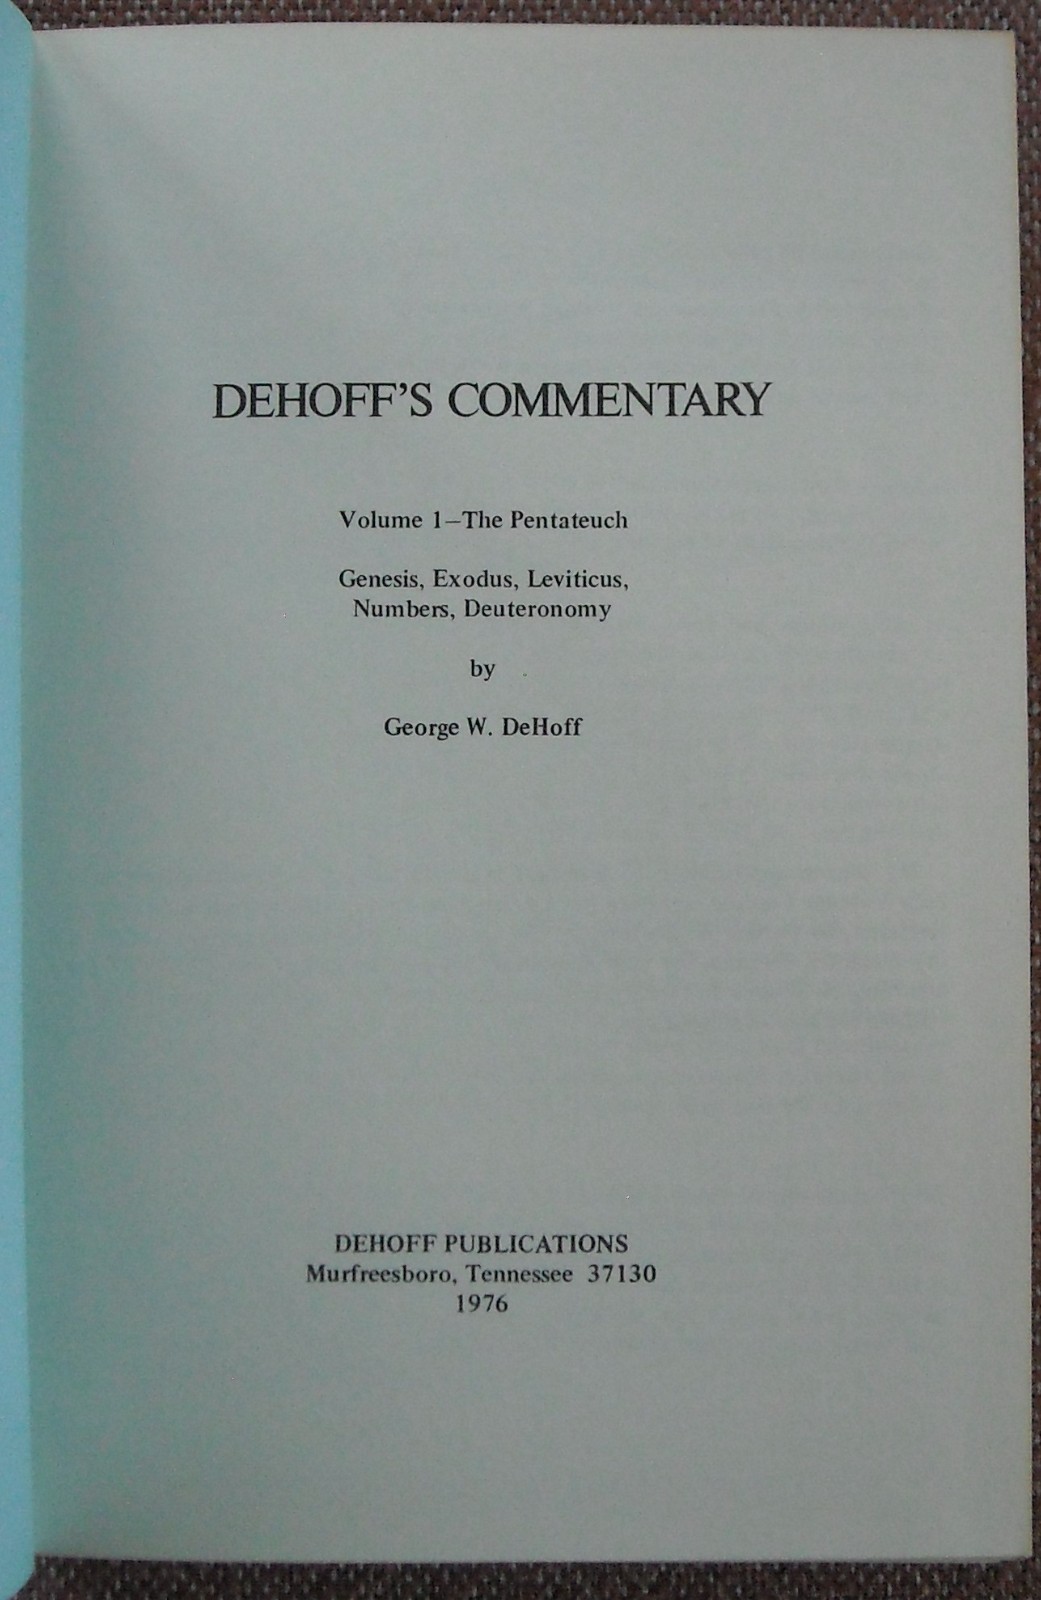 DEHOFF'S COMMENTARY
Volume 1—The Pentateuch
Genesis, Exodus, Leviticus,
Numbers, Deuteronomy
by
George W. DeHoff
DEHOFF PUBLICATIONS
Murfreesboro, Tennessee 37130
1976